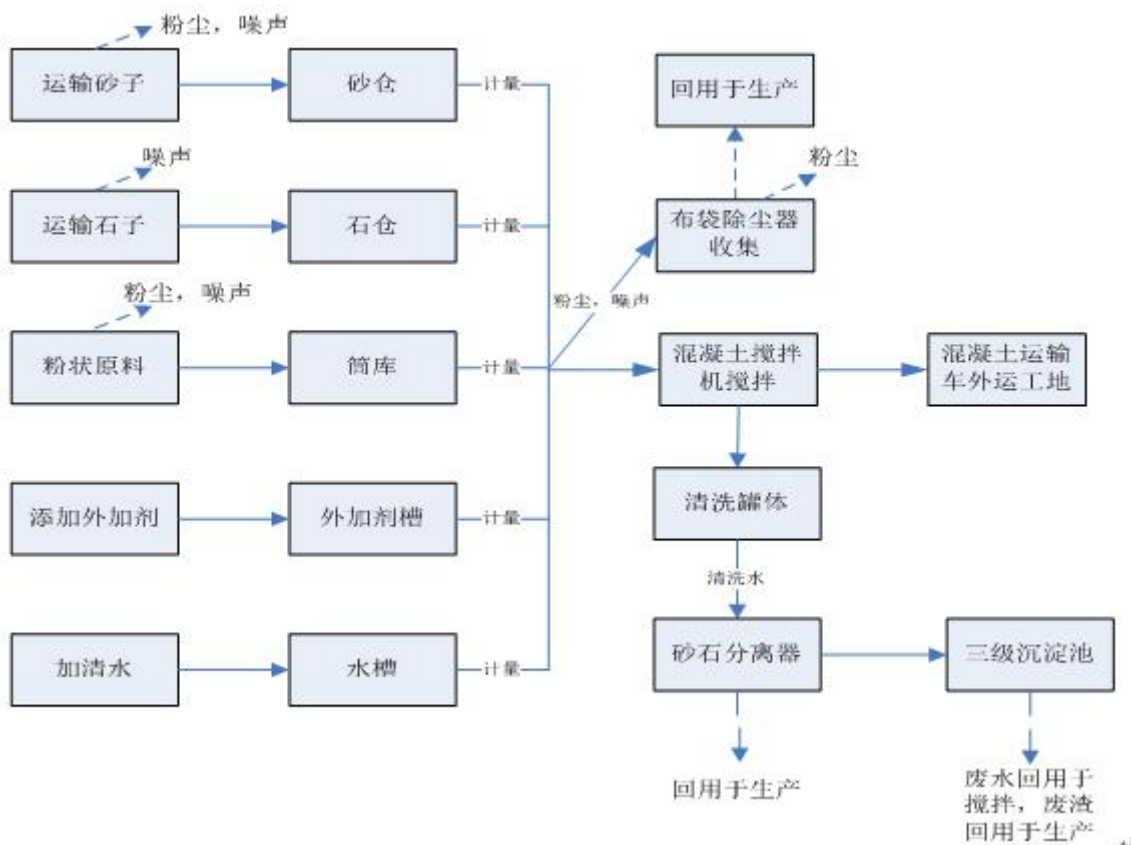 粉尘，噪声
运输砂子
砂仓
计量
回用于生产
噪声
粉尘
运输石子
石仓
计量
布袋除尘器
收集
粉尘，噪声
粉尘，噪声
粉状原料
筒库
计量
混凝土搅拌
机搅拌
混凝土运输
车外运工地
添加外加剂
外加剂槽
计量
清洗罐体
清洗水
加清水
水槽
计量
砂石分离器
三级沉淀池
回用于生产
废水回用于
搅拌，废渣
回用于生产